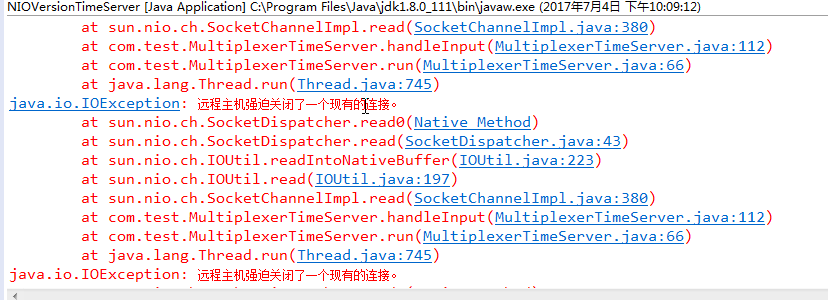 NIOVersionTimeServer [Java Application] C:\Program Files\Java\jdk1.8.0_111\bin\javaw.exe (2017年7月4日 下午10:09:12)
at sun.nio.ch.SocketChannelImpl.read(SocketChannelImpl.java:380)
at com.test.MultiplexerTimeServer.handleInput(MultiplexerTimeServer.java:112)
at com.test.MultiplexerTimeServer.run(MultiplexerTimeServer.java:66)
at java.lang.Thread.run(Thread.java:745)
java.io.IOException: 远程主机强迫关闭了一个现有的连接。
at sun.nio.ch.SocketDispatcher.read0(Native Method)
at sun.nio.ch.SocketDispatcher.read(SocketDispatcher.java:43)
at sun.nio.ch.IOUtil.readIntoNativeBuffer(IOUtil.java:223)
at sun.nio.ch.IOUtil.read(IOUtil.java:197)
at sun.nio.ch.SocketChannelImpl.read(SocketChannelImpl.java:380)
at com.test.MultiplexerTimeServer.handleInput(MultiplexerTimeServer.java:112)
at com.test.MultiplexerTimeServer.run(MultiplexerTimeServer.java:66)
at java.lang.Thread.run(Thread.java:745)
java.io.IOException: 远程主机强迫关闭了一个现有的连接。